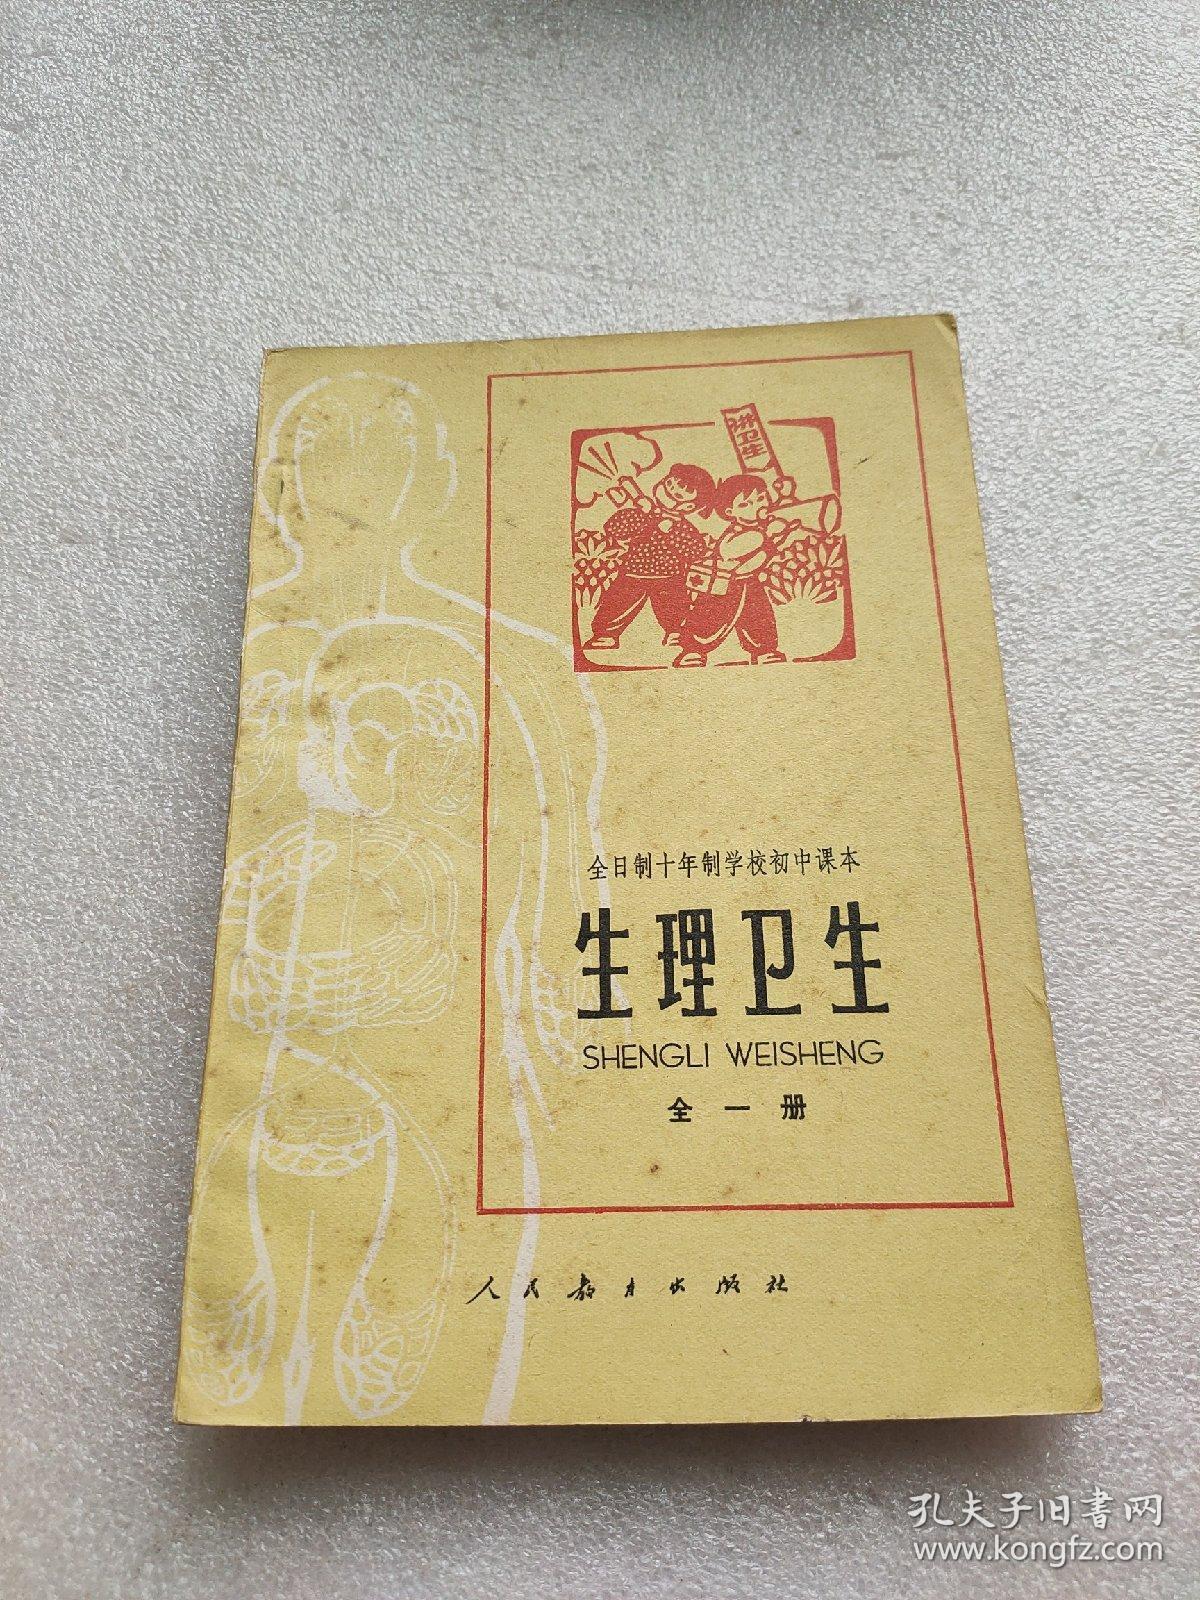 讲卫生
全日制十年制学校初中课本
生理卫生
SHENGLI WEISHENG
全一册
人民教育出版社
孔夫子旧书网
www.kongfz.com